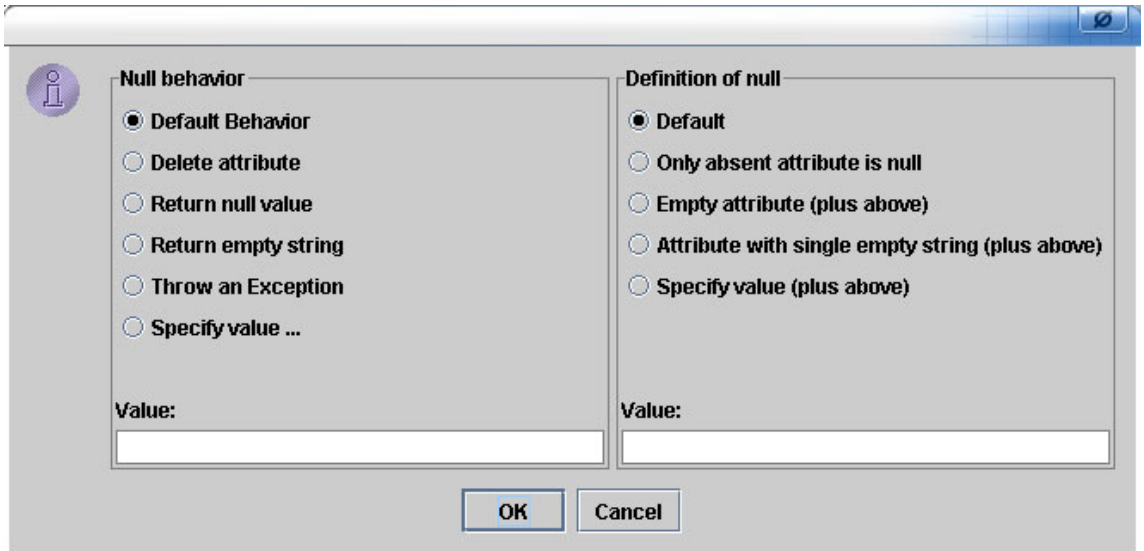 Null behavior
Default Behavior
Delete attribute
Return null value
Return empty string
Throw an Exception
Specify value ...
Value:
Definition of null
Default
Only absent attribute is null
Empty attribute (plus above)
Attribute with single empty string (plus above)
Specify value (plus above)
Value:
OK
Cancel